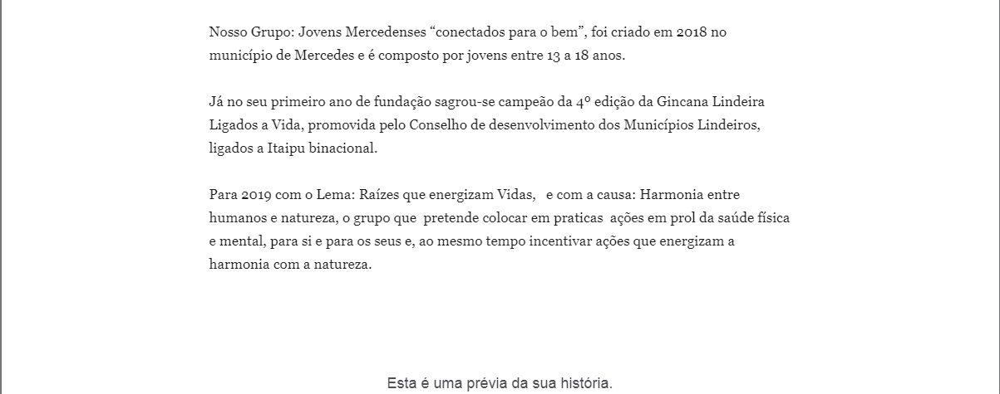 Nosso Grupo: Jovens Mercedenses “conectados para o bem”, foi criado em 2018 no
município de Mercedes e é composto por jovens entre 13 a 18 anos.
Já no seu primeiro ano de fundação sagrou-se campeão da 4º edição da Gincana Lindeira
Ligados a Vida, promovida pelo Conselho de desenvolvimento dos Municípios Lindeiros,
ligados a Itaipu binacional.
Para 2019 com o Lema: Raízes que energizam Vidas,   e com a causa: Harmonia entre
humanos e natureza, o grupo que  pretende colocar em praticas  ações em prol da saúde física
e mental, para si e para os seus e, ao mesmo tempo incentivar ações que energizam a
harmonia com a natureza.
Esta é uma prévia da sua história.